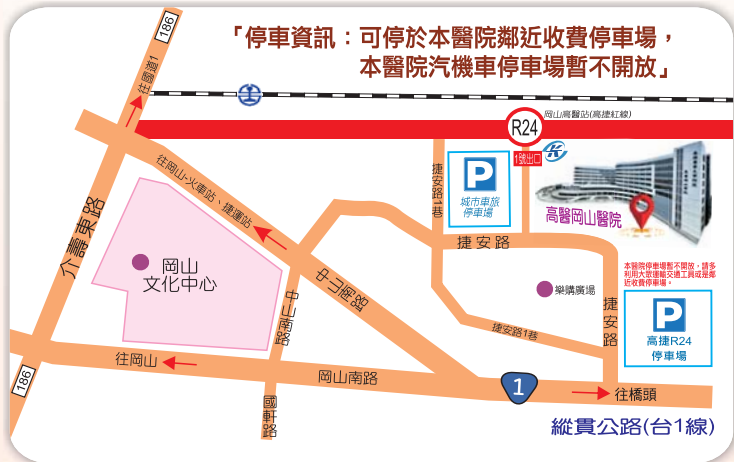 「停車資訊：可停於本醫院鄰近收費停車場，
本醫院汽機車停車場暫不開放」
186
往國道1
岡山高醫站(高捷紅線)
R24
1號出口
往岡山-火車站、捷運站
捷安路1巷
P
城市車旅
停車場
高醫岡山醫院
介壽東路
捷安路
岡山
文化中心
中山南路
中山南路
樂購廣場
本醫院停車場暫不開放，請多
利用大眾運輸交通工具或是鄰
近收費停車場。
捷安路
P
高捷R24
停車場
捷安路1巷
往岡山
岡山南路
186
1
往橋頭
國軒路
縱貫公路(台1線)